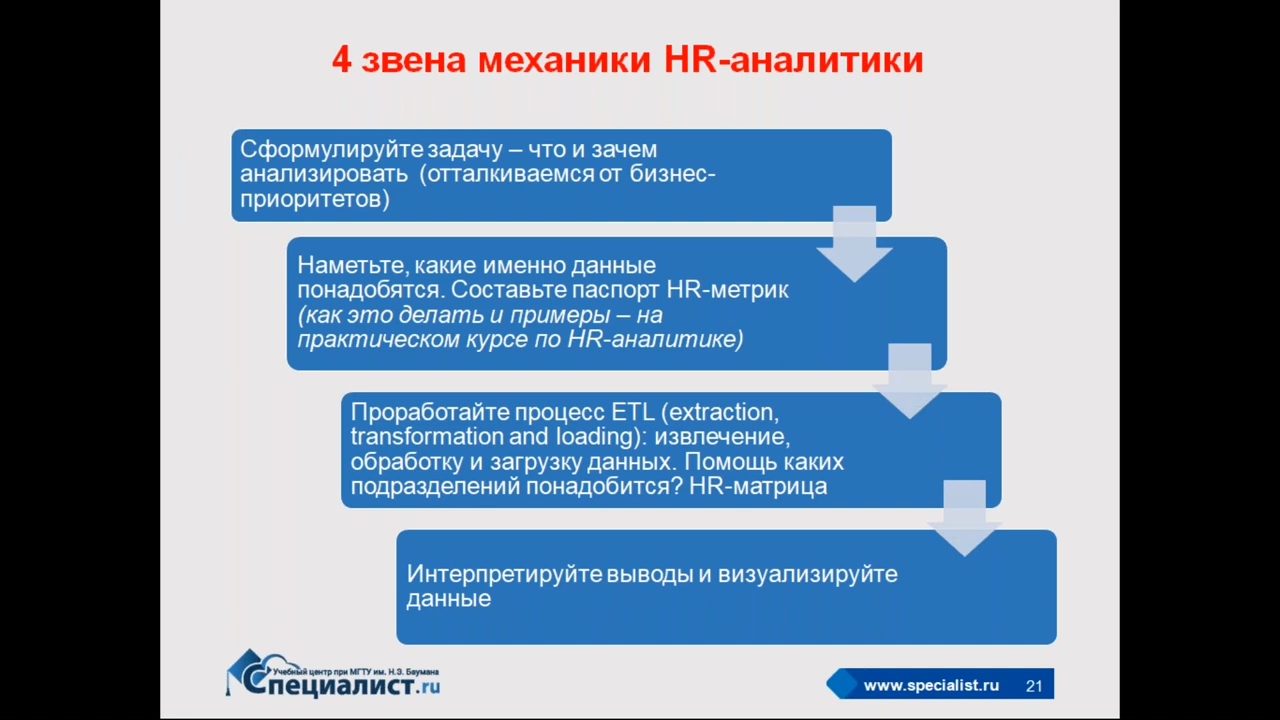 4 звена механики HR-аналитики
Сформулируйте задачу – что и зачем
анализировать (отталкиваемся от бизнес-
приоритетов)
Наметьте, какие именно данные
понадобятся. Составьте паспорт HR-метрик
(как это делать и примеры – на
практическом курсе по HR-аналитике)
Проработайте процесс ETL (extraction,
transformation and loading): извлечение,
обработку и загрузку данных. Помощь каких
подразделений понадобится? HR-матрица
Интерпретируйте выводы и визуализируйте
данные
Учебный центр при МГТУ им. Н.Э. Баумана
Специалист.ru
www.specialist.ru 21